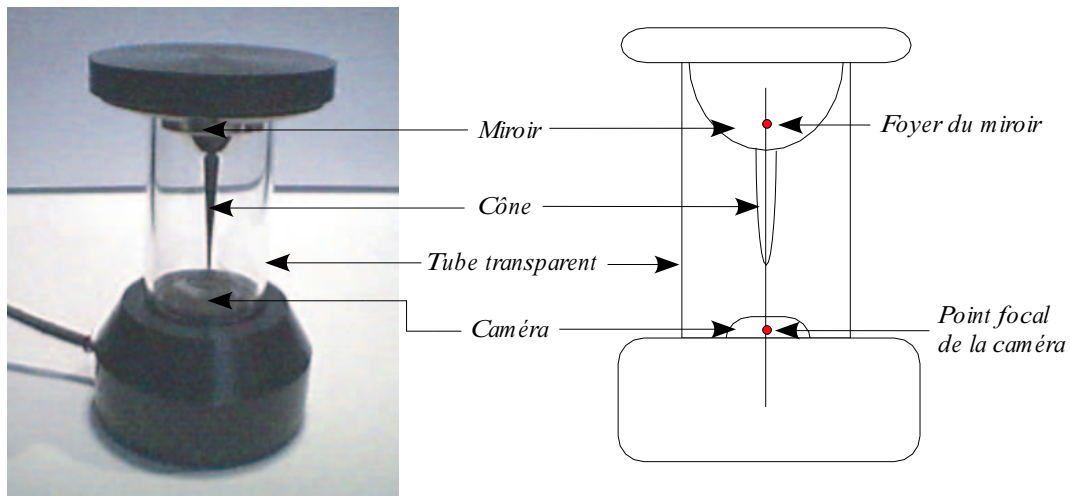 Miroir
Foyer du miroir
Cône
Tube transparent
Caméra
Point focal
de la caméra